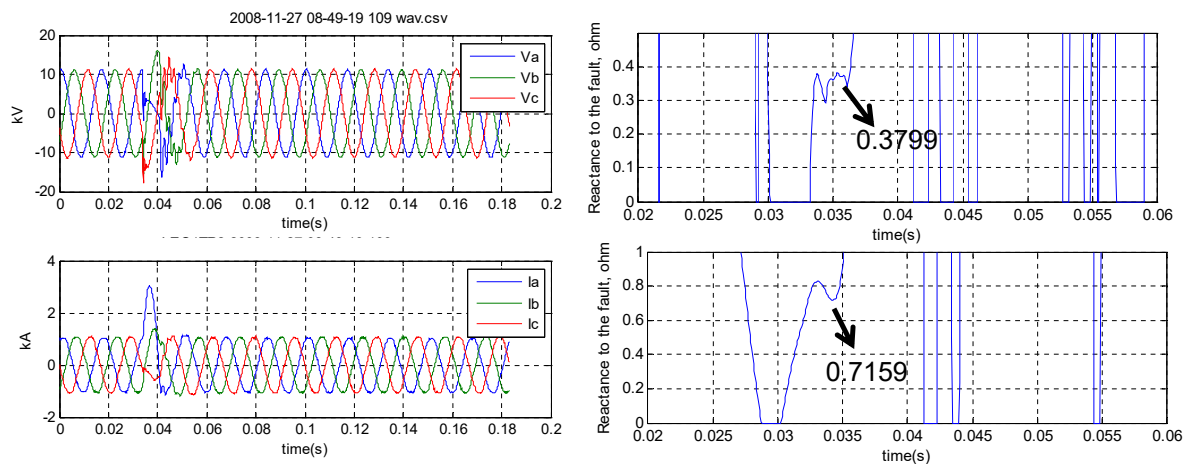 2008-11-27 08-49-19 109 wav.csv
20
10
0
-10
-20
kV
0 0.02 0.04 0.06 0.08 0.1 0.12 0.14 0.16 0.18 0.2
time(s)
Va
Vb
Vc
4
2
0
-2
kA
0 0.02 0.04 0.06 0.08 0.1 0.12 0.14 0.16 0.18 0.2
time(s)
Ia
Ib
Ic
Reactance to the fault, ohm
0.4
0.3
0.2
0.1
0
0.3799
0.02 0.025 0.03 0.035 0.04 0.045 0.05 0.055 0.06
time(s)
Reactance to the fault, ohm
1
0.8
0.6
0.4
0.2
0
0.7159
0.02 0.025 0.03 0.035 0.04 0.045 0.05 0.055 0.06
time(s)